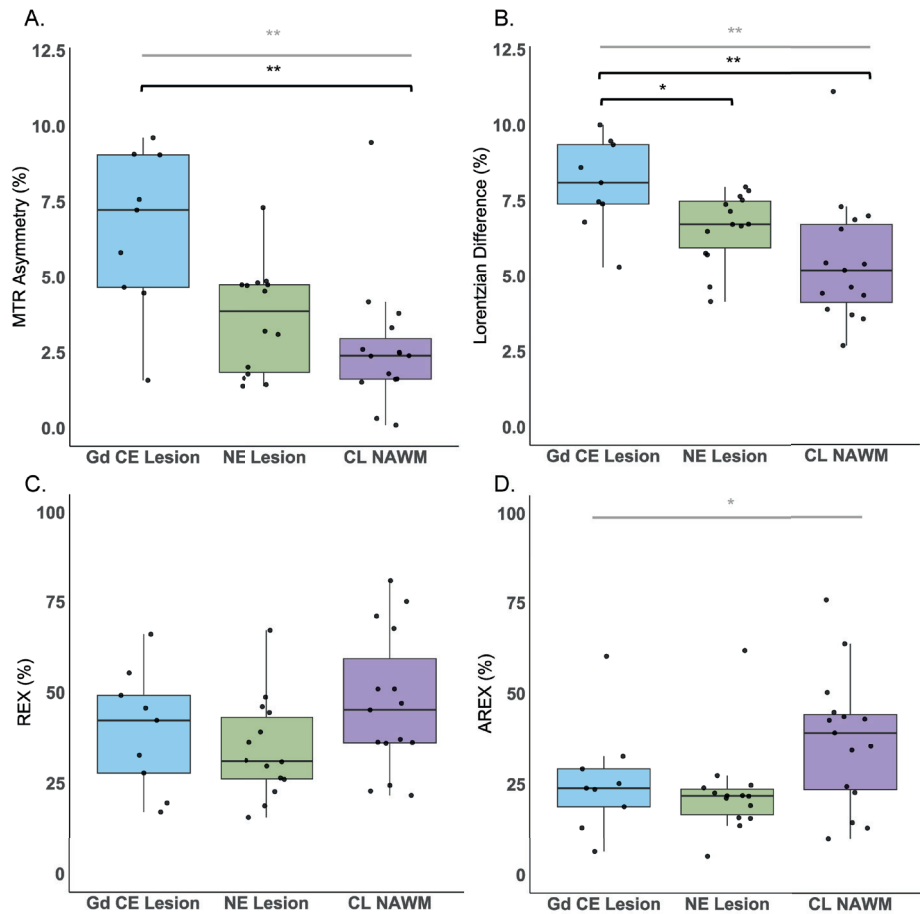 A.
**
**
12.5
10.0
7.5
5.0
2.5
0.0
MTR Asymmetry (%)
Gd CE Lesion NE Lesion CL NAWM
B.
**
**
*
12.5
10.0
7.5
5.0
2.5
0.0
Lorentzian Difference (%)
Gd CE Lesion NE Lesion CL NAWM
C.
100
75
50
25
0
REX (%)
Gd CE Lesion NE Lesion CL NAWM
D.
*
100
75
50
25
0
AREX (%)
Gd CE Lesion NE Lesion CL NAWM